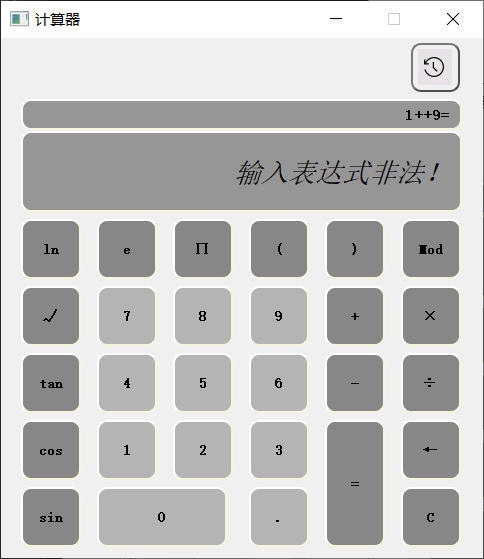 计算器
1++9=
输入表达式非法！
ln e Π ( ) Mod
√ 7 8 9 + ×
tan 4 5 6 - ÷
cos 1 2 3 = ←
sin 0 . C